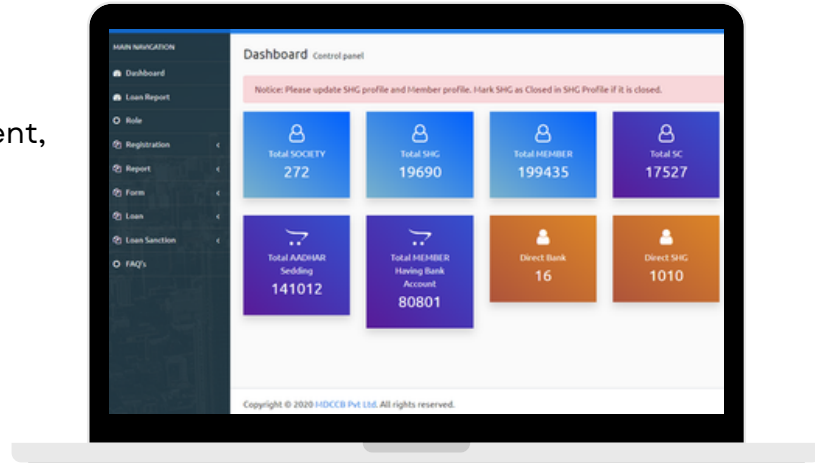 ent,
MAIN NAVIGATION
Dashboard
Loan Report
Role
Registration
Report
Form
Loan
Loan Sanction
FAQ's
Dashboard Control panel
Notice: Please update SHG profile and Member profile. Mark SHG as Closed in SHG Profile if it is closed.
Total SOCIETY
272
Total SHG
19690
Total MEMBER
199435
Total SC
17527
Total AADHAR
Sedding
141012
Total MEMBER
Having Bank
Account
80801
Direct Bank
16
Direct SHG
1010
Copyright © 2020 MDCCB Pvt Ltd. All rights reserved.